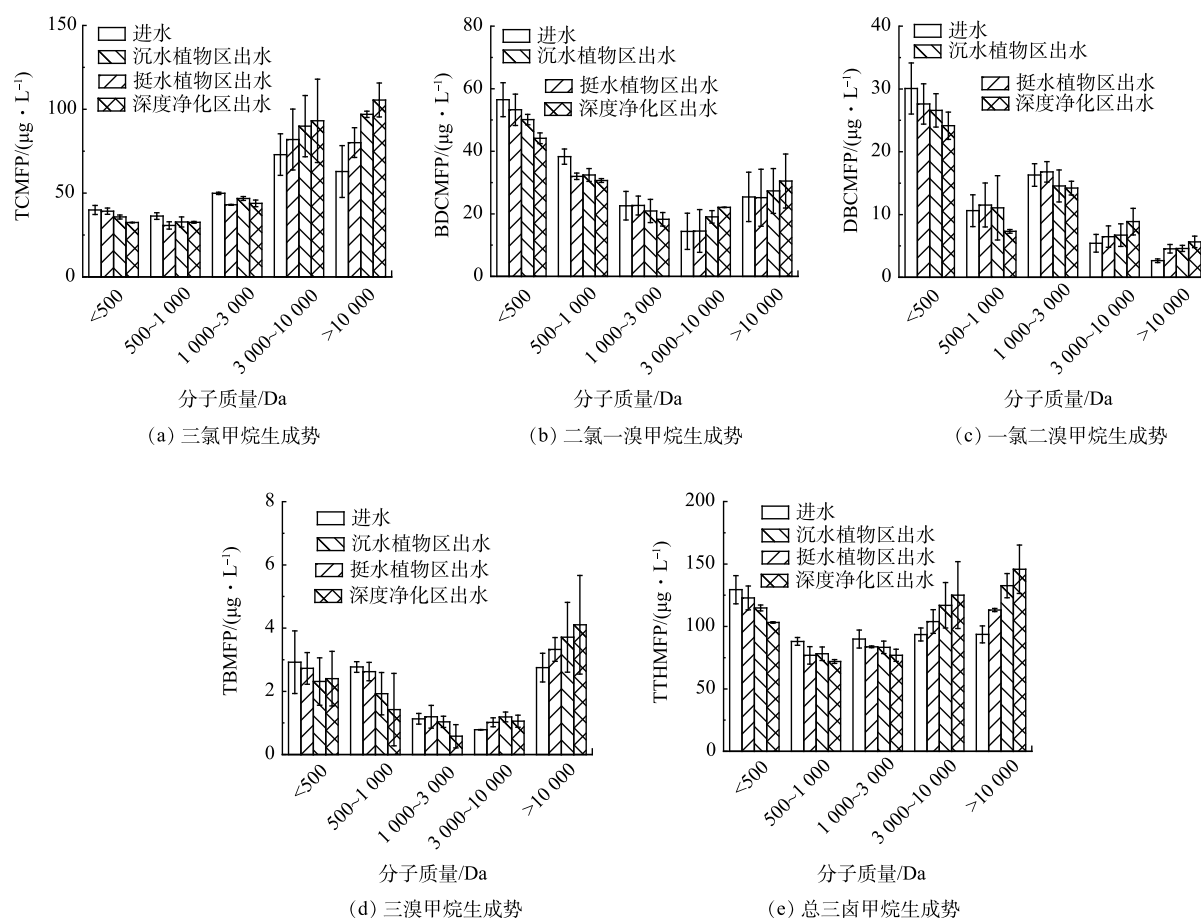 150
100
50
0
TCMFP/(μg·L⁻¹)
进水
沉水植物区出水
挺水植物区出水
深度净化区出水
<500
500~1 000
1 000~3 000
3 000~10 000
>10 000
分子质量/Da
(a) 三氯甲烷生成势
80
60
40
20
0
BDCMFP/(μg·L⁻¹)
进水
沉水植物区出水
挺水植物区出水
深度净化区出水
<500
500~1 000
1 000~3 000
3 000~10 000
>10 000
分子质量/Da
(b) 二氯一溴甲烷生成势
40
30
20
10
0
DBCMFP/(μg·L⁻¹)
进水
沉水植物区出水
挺水植物区出水
深度净化区出水
<500
500~1 000
1 000~3 000
3 000~10 000
>10 000
分子质量/Da
(c) 一氯二溴甲烷生成势
8
6
4
2
0
TBMFP/(μg·L⁻¹)
进水
沉水植物区出水
挺水植物区出水
深度净化区出水
<500
500~1 000
1 000~3 000
3 000~10 000
>10 000
分子质量/Da
(d) 三溴甲烷生成势
200
150
100
50
0
TTHMFP/(μg·L⁻¹)
进水
沉水植物区出水
挺水植物区出水
深度净化区出水
<500
500~1 000
1 000~3 000
3 000~10 000
>10 000
分子质量/Da
(e) 总三卤甲烷生成势